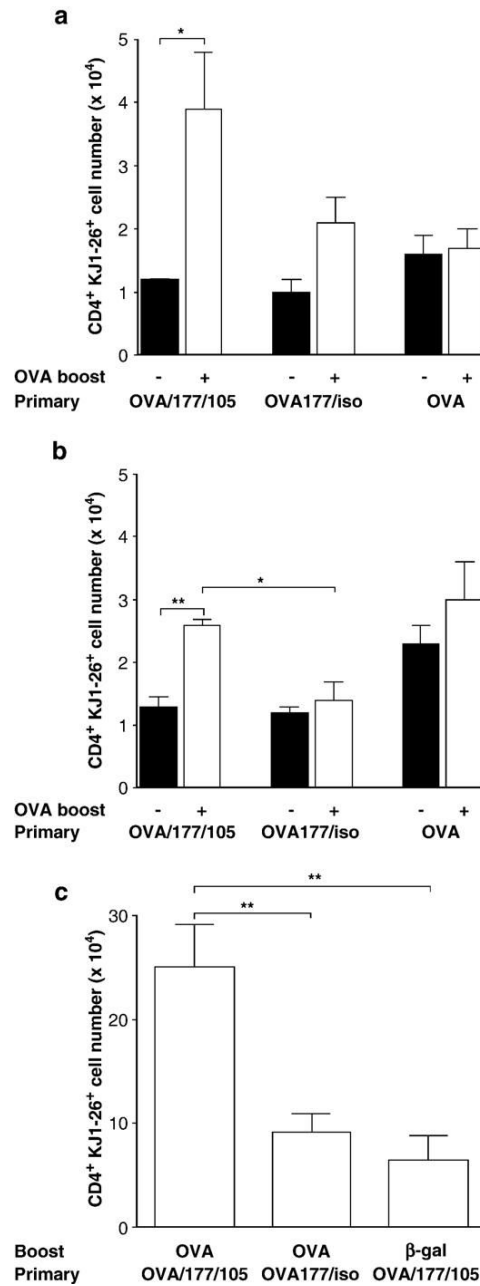 a
*
CD4+ KJ1-26+ cell number (x 10⁴)
5
4
3
2
1
0
OVA boost - + - + - +
Primary OVA/177/105 OVA177/iso OVA
b
CD4+ KJ1-26+ cell number (x 10⁴)
5
4
3
2
1
0
*
**
OVA boost - + - + - +
Primary OVA/177/105 OVA177/iso OVA
c
**
**
CD4+ KJ1-26+ cell number (x 10⁴)
30
20
10
0
Boost OVA OVA β-gal
Primary OVA/177/105 OVA177/iso OVA/177/105